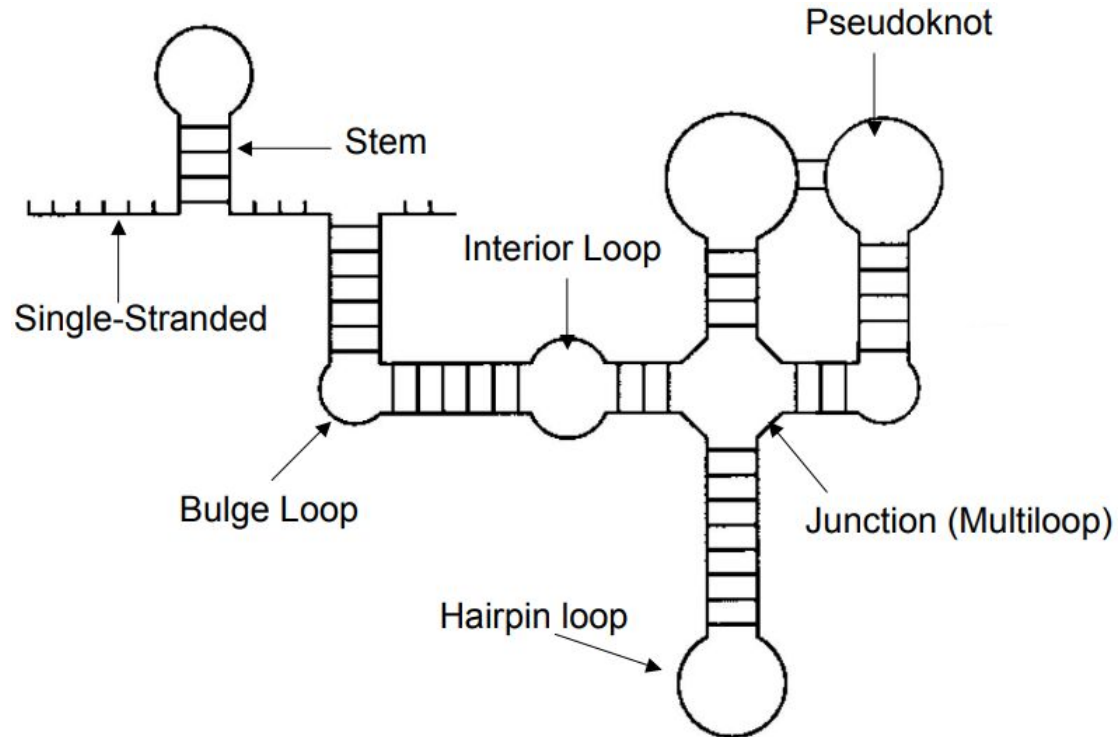 Pseudoknot
Stem
Interior Loop
Single-Stranded
Bulge Loop
Junction (Multiloop)
Hairpin loop